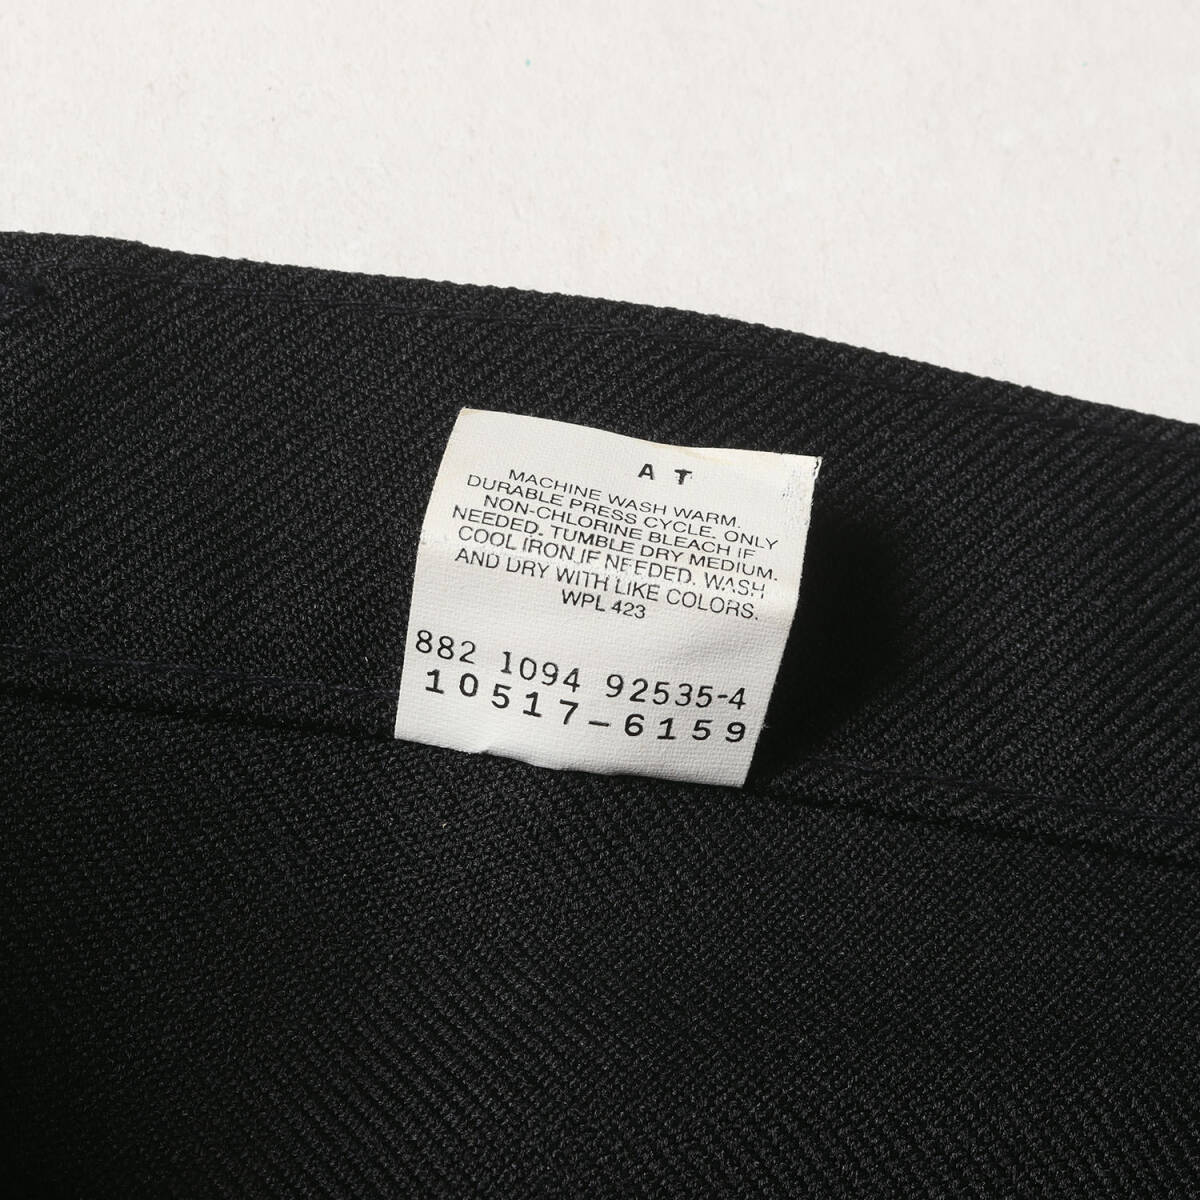 A T
MACHINE WASH WARM.
DURABLE PRESS CYCLE. ONLY
NON-CHLORINE BLEACH IF
NEEDED. TUMBLE DRY MEDIUM.
COOL IRON IF NEEDED. WASH
AND DRY WITH LIKE COLORS.
WPL 423
882 1094 92535-4
10517-6159